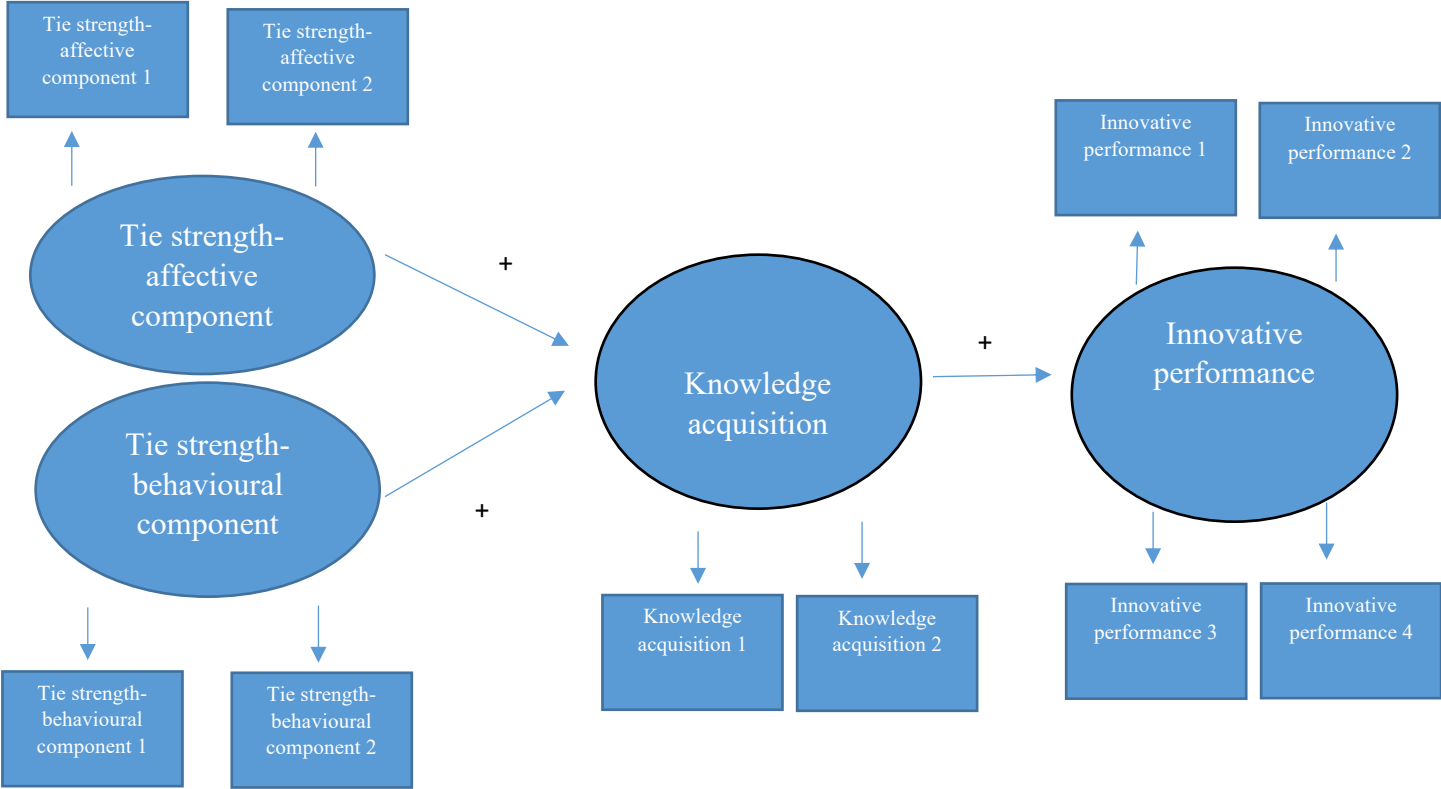 Tie strength-
affective
component 1
Tie strength-
affective
component 2
Innovative
performance 1
Innovative
performance 2
Tie strength-
affective
component
+
Knowledge
acquisition
+
Innovative
performance
Tie strength-
behavioural
component
+
Tie strength-
behavioural
component 1
Tie strength-
behavioural
component 2
Knowledge
acquisition 1
Knowledge
acquisition 2
Innovative
performance 3
Innovative
performance 4